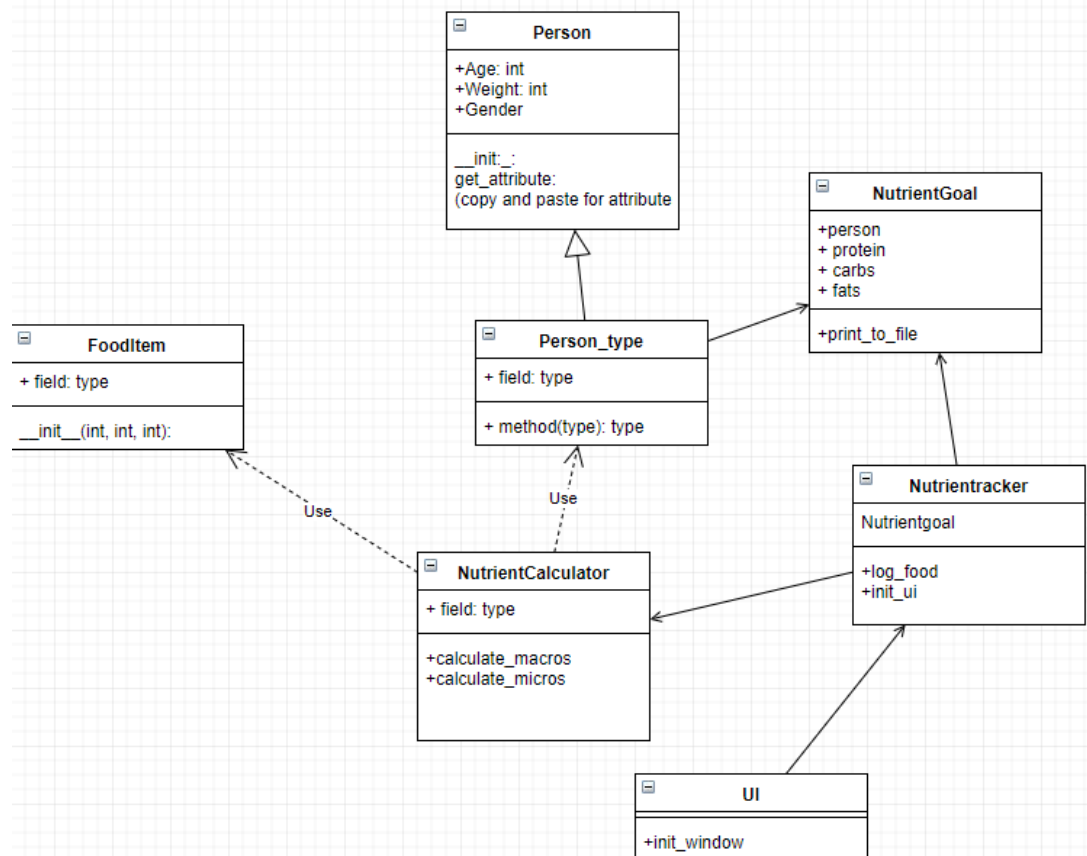 Person
+Age: int
+Weight: int
+Gender
__init:_:
get_attribute:
(copy and paste for attribute
NutrientGoal
+person
+ protein
+ carbs
+ fats
+print_to_file
FoodItem
+ field: type
__init__(int, int, int):
Person_type
+ field: type
+ method(type): type
Use
Use
Nutrientracker
Nutrientgoal
+log_food
+init_ui
NutrientCalculator
+ field: type
+calculate_macros
+calculate_micros
UI
+init_window